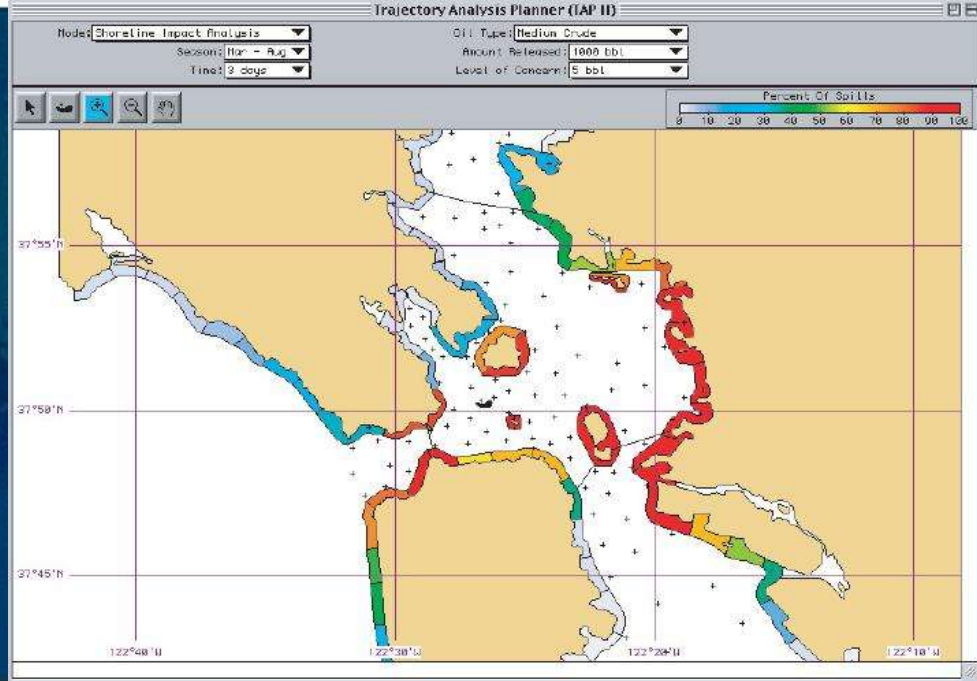 Trajectory Analysis Planner (TAP II)
Mode: Shoreline Impact Analysis
Oil Type: Medium Crude
Season: Mar - Aug
Amount Released: 1000 bbl
Time: 3 days
Level of Concern: 5 bbl
Percent Of Spills
0 10 20 30 40 50 60 70 80 90 100
37°55'N
37°50'N
37°45'N
122°40'W 122°30'W 122°20'W 122°10'W